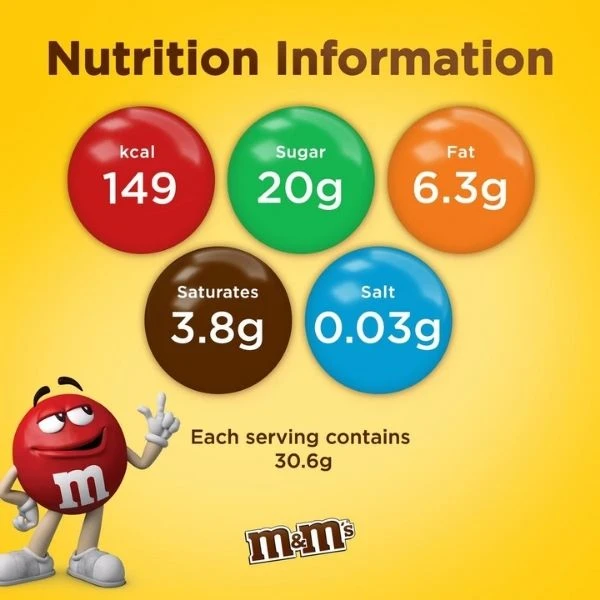 Nutrition Information
kcal
149
Sugar
20g
Fat
6.3g
Saturates
3.8g
Salt
0.03g
Each serving contains
30.6g
m
m&m's